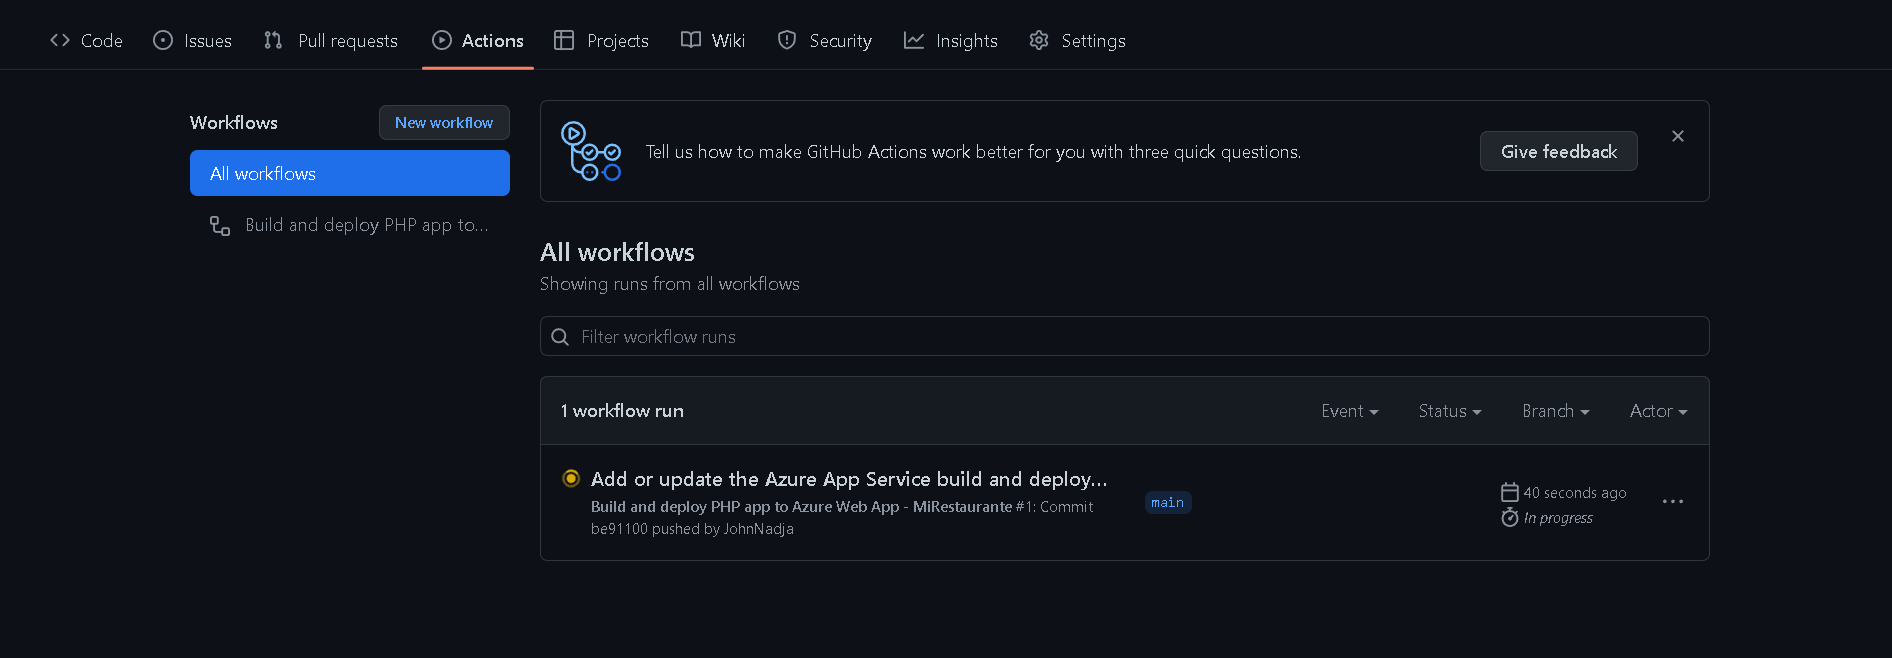 Code Issues Pull requests Actions Projects Wiki Security Insights Settings
Workflows New workflow
All workflows
Build and deploy PHP app to...
Tell us how to make GitHub Actions work better for you with three quick questions. Give feedback
All workflows
Showing runs from all workflows
Filter workflow runs
1 workflow run Event Status Branch Actor
Add or update the Azure App Service build and deploy...
Build and deploy PHP app to Azure Web App - MiRestaurante #1: Commit
be91100 pushed by JohnNadja
main
40 seconds ago
In progress